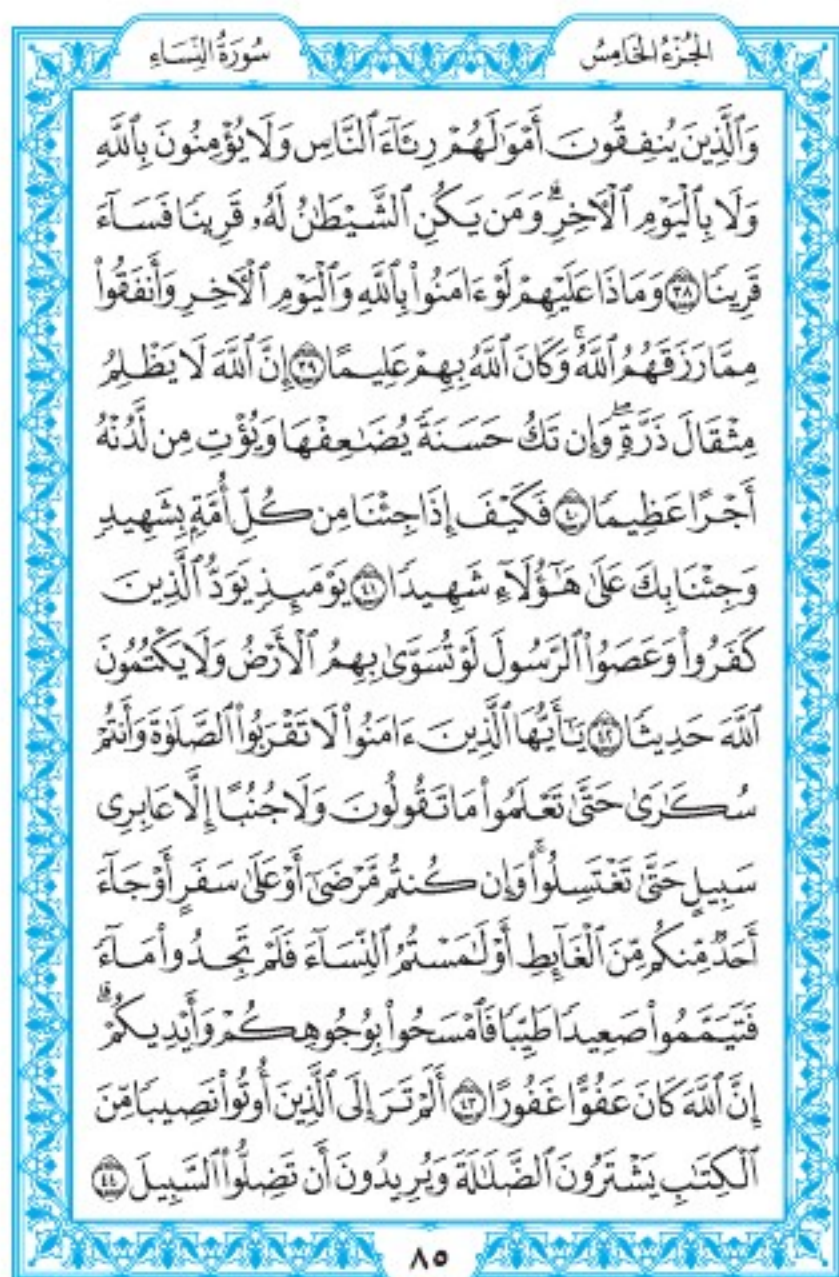 الجُزْءُ الخَامِسُ
سُورَةُ النِّسَاءِ
وَٱلَّذِينَ يُنفِقُونَ أَمْوَٰلَهُمْ رِئَآءَ ٱلنَّاسِ وَلَا يُؤْمِنُونَ بِٱللَّهِ
وَلَا بِٱلْيَوْمِ ٱلْـَٔاخِرِۗ وَمَن يَكُنِ ٱلشَّيْطَٰنُ لَهُۥ قَرِينًا فَسَآءَ
قَرِينًا ٣٨ وَمَاذَا عَلَيْهِمْ لَوْ ءَامَنُوا۟ بِٱللَّهِ وَٱلْيَوْمِ ٱلْـَٔاخِرِ وَأَنفَقُوا۟
مِمَّا رَزَقَهُمُ ٱللَّهُۚ وَكَانَ ٱللَّهُ بِهِمْ عَلِيمًا ٣٩ إِنَّ ٱللَّهَ لَا يَظْلِمُ
مِثْقَالَ ذَرَّةٍۖ وَإِن تَكُ حَسَنَةً يُضَٰعِفْهَا وَيُؤْتِ مِن لَّدُنْهُ
أَجْرًا عَظِيمًا ٤٠ فَكَيْفَ إِذَا جِئْنَا مِن كُلِّ أُمَّةٍۭ بِشَهِيدٍ
وَجِئْنَا بِكَ عَلَىٰ هَٰٓؤُلَآءِ شَهِيدًا ٤١ يَوْمَئِذٍ يَوَدُّ ٱلَّذِينَ
كَفَرُوا۟ وَعَصَوُا۟ ٱلرَّسُولَ لَوْ تُسَوَّىٰ بِهِمُ ٱلْأَرْضُ وَلَا يَكْتُمُونَ
ٱللَّهَ حَدِيثًا ٤٢ يَٰٓأَيُّهَا ٱلَّذِينَ ءَامَنُوا۟ لَا تَقْرَبُوا۟ ٱلصَّلَوٰةَ وَأَنتُمْ
سُكَٰرَىٰ حَتَّىٰ تَعْلَمُوا۟ مَا تَقُولُونَ وَلَا جُنُبًا إِلَّا عَابِرِى
سَبِيلٍ حَتَّىٰ تَغْتَسِلُوا۟ۚ وَإِن كُنتُم مَّرْضَىٰٓ أَوْ عَلَىٰ سَفَرٍ أَوْ جَآءَ
أَحَدٌ مِّنكُم مِّنَ ٱلْغَآئِطِ أَوْ لَٰمَسْتُمُ ٱلنِّسَآءَ فَلَمْ تَجِدُوا۟ مَآءً
فَتَيَمَّمُوا۟ صَعِيدًا طَيِّبًا فَٱمْسَحُوا۟ بِوُجُوهِكُمْ وَأَيْدِيكُمْۗ
إِنَّ ٱللَّهَ كَانَ عَفُوًّا غَفُورًا ٤٣ أَلَمْ تَرَ إِلَى ٱلَّذِينَ أُوتُوا۟ نَصِيبًا مِّنَ
ٱلْكِتَٰبِ يَشْتَرُونَ ٱلضَّلَٰلَةَ وَيُرِيدُونَ أَن تَضِلُّوا۟ ٱلسَّبِيلَ ٤٤
٨٥